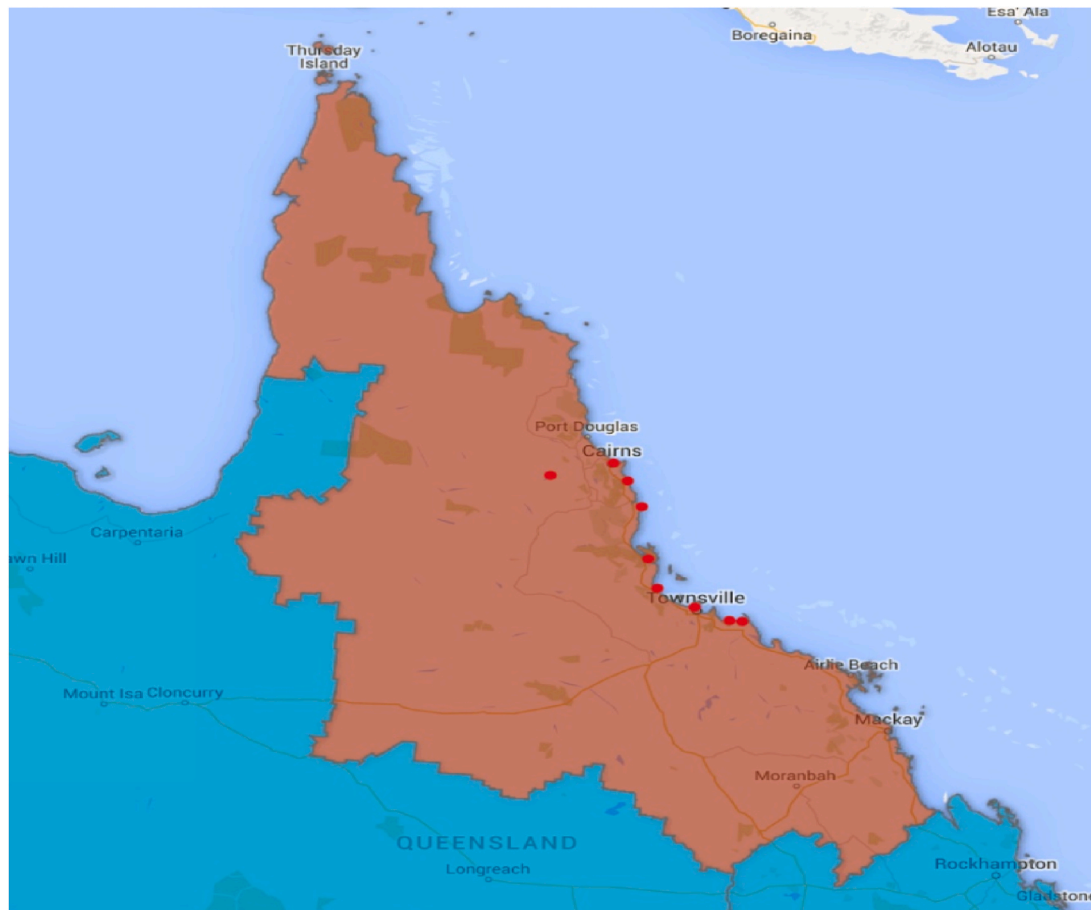 Esa' Ala
Boregaina
Alotau
Thursday
Island
Port Douglas
Cairns
Carpentaria
wn Hill
Townsville
Airlie Beach
Mount Isa
Cloncurry
Mackay
Moranbah
QUEENSLAND
Longreach
Rockhampton
Gladstone